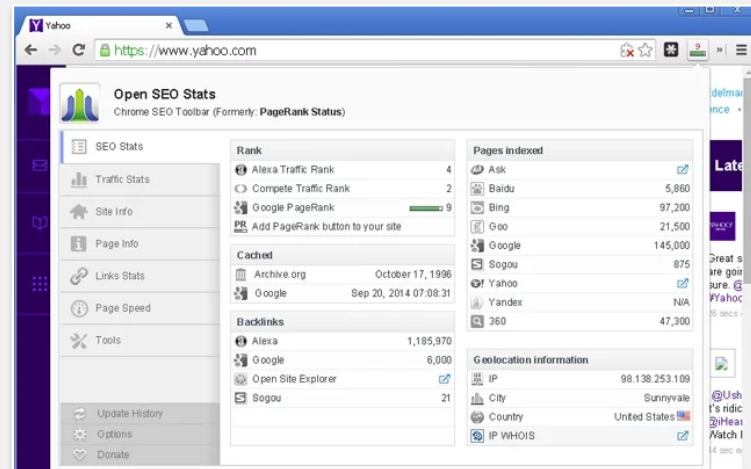 Yahoo
https://www.yahoo.com
9
Open SEO Stats
Chrome SEO Toolbar (Formerly: PageRank Status)
SEO Stats
Traffic Stats
Site Info
Page Info
Links Stats
Page Speed
Tools
Update History
Options
Donate
Rank
Alexa Traffic Rank 4
Compete Traffic Rank 2
Google PageRank 9
PR Add PageRank button to your site
Cached
Archive.org October 17, 1996
Google Sep 20, 2014 07:08:31
Backlinks
Alexa 1,185,970
Google 6,000
Open Site Explorer
Sogou 21
Pages indexed
Ask
Baidu 5,860
Bing 97,200
Goo 21,500
Google 145,000
Sogou 875
Yahoo
Yandex N/A
360 47,300
Geolocation information
IP 98.138.253.109
City Sunnyvale
Country United States
IP WHOIS
Late
Great s
are goin
sure. @
#Yahoo
@Ush
t's ridic
@iHear
Watch l